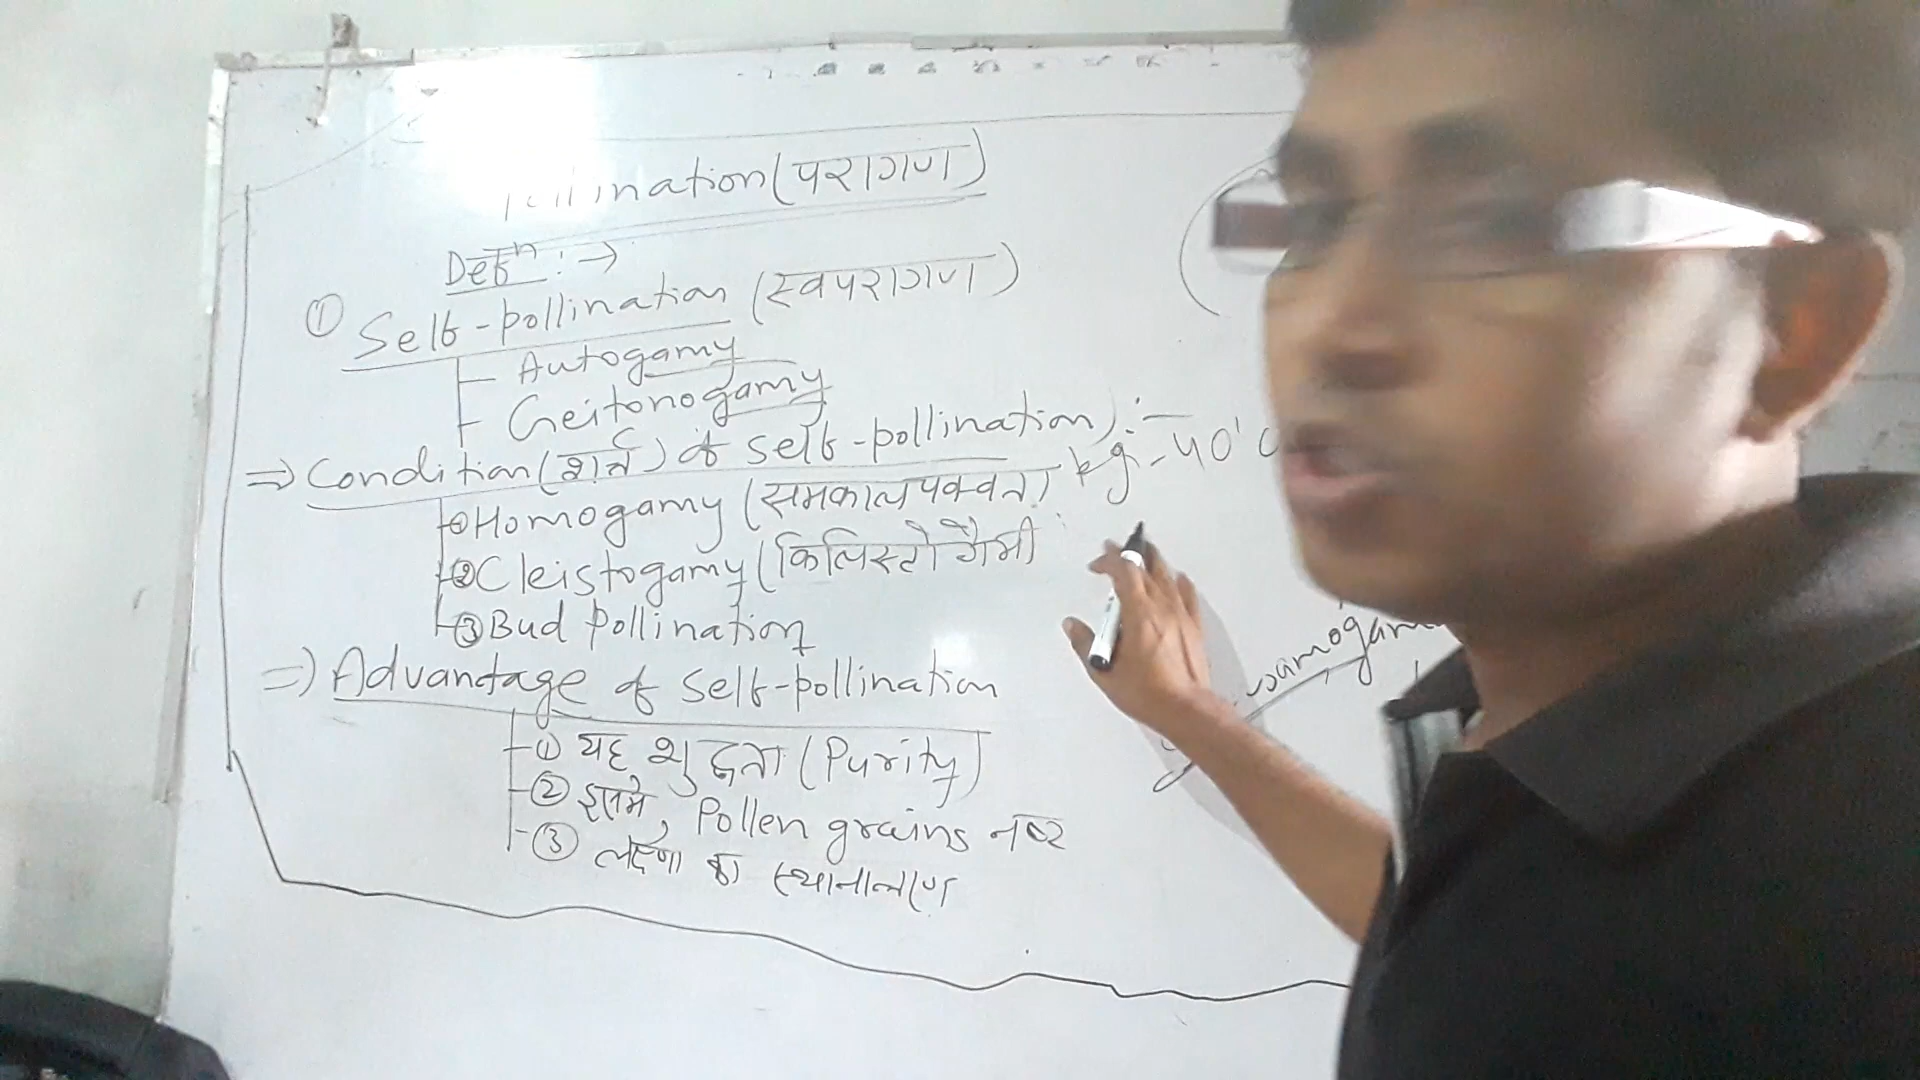 Pollination (परागण)
Defⁿ :→
① Self-pollination (स्वपरागण)
Autogamy
Geitonogamy
⇒ Condition (शर्त) of self-pollination) :-
① Homogamy (समकालपक्वता)
② Cleistogamy (क्लिस्टोगैमी
③ Bud pollination
⇒ Advantage of self-pollination
① यह शुद्धता (Purity)
② इसमे, Pollen grains नष्ट
③ लक्षणो का